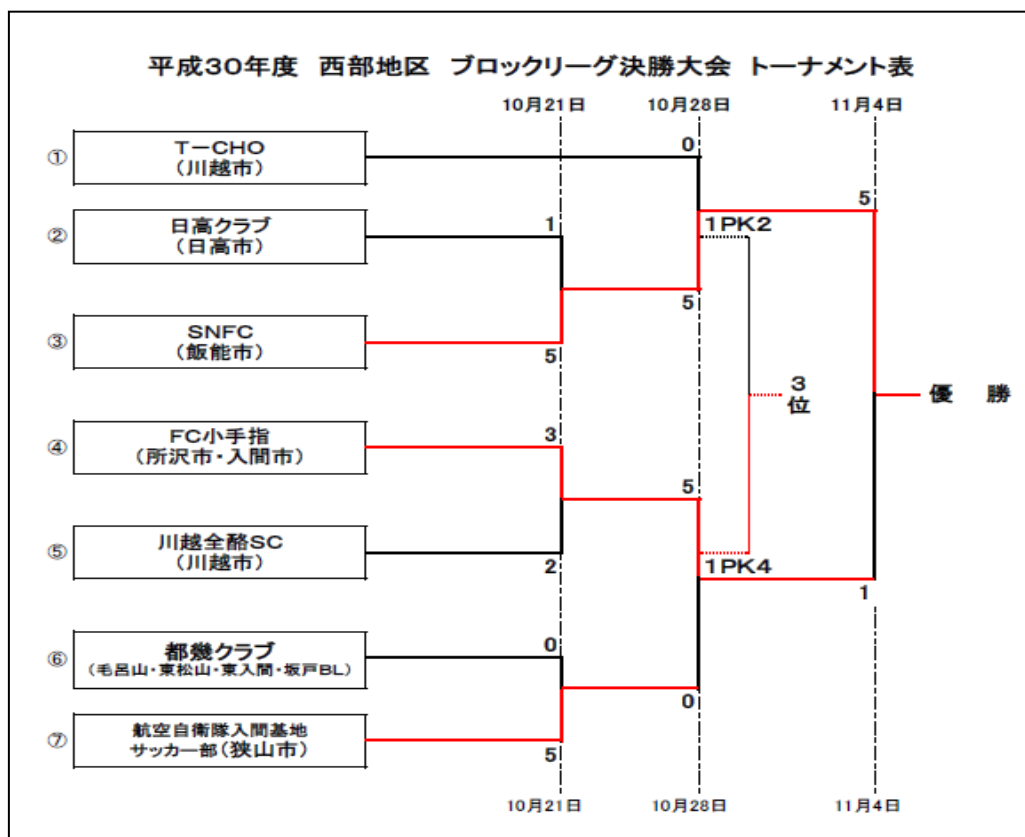 平成30年度 西部地区 ブロックリーグ決勝大会 トーナメント表
10月21日 10月28日 11月4日
① T-CHO
(川越市)
0
5
② 日高クラブ
(日高市)
1
1PK2
5
③ SNFC
(飯能市)
5
3位
優 勝
④ FC小手指
(所沢市・入間市)
3
5
⑤ 川越全酪SC
(川越市)
2
1PK4
1
⑥ 都幾クラブ
(毛呂山・東松山・東入間・坂戸BL)
0
0
⑦ 航空自衛隊入間基地
サッカー部(狭山市)
5
10月21日 10月28日 11月4日